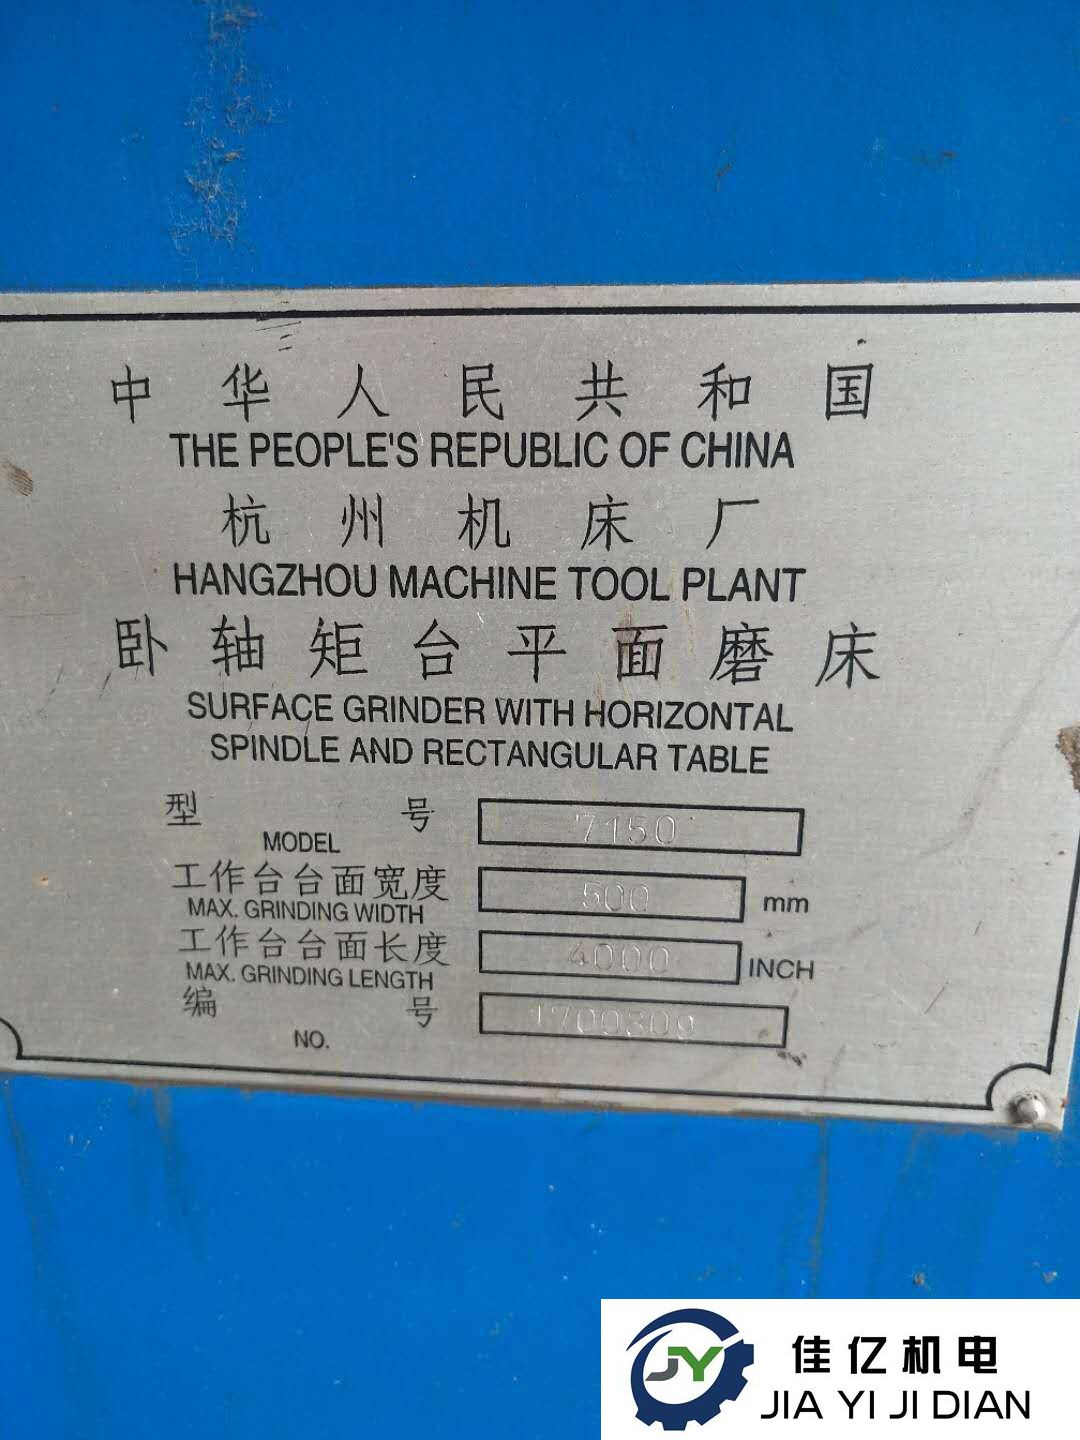 中华人民共和国
THE PEOPLE'S REPUBLIC OF CHINA
杭州机床厂
HANGZHOU MACHINE TOOL PLANT
卧轴矩台平面磨床
SURFACE GRINDER WITH HORIZONTAL
SPINDLE AND RECTANGULAR TABLE
型号 7150
MODEL
工作台台面宽度 500 mm
MAX. GRINDING WIDTH
工作台台面长度 4000 INCH
MAX. GRINDING LENGTH
编号 1700309
NO.
JY 佳亿机电
JIA YI JI DIAN